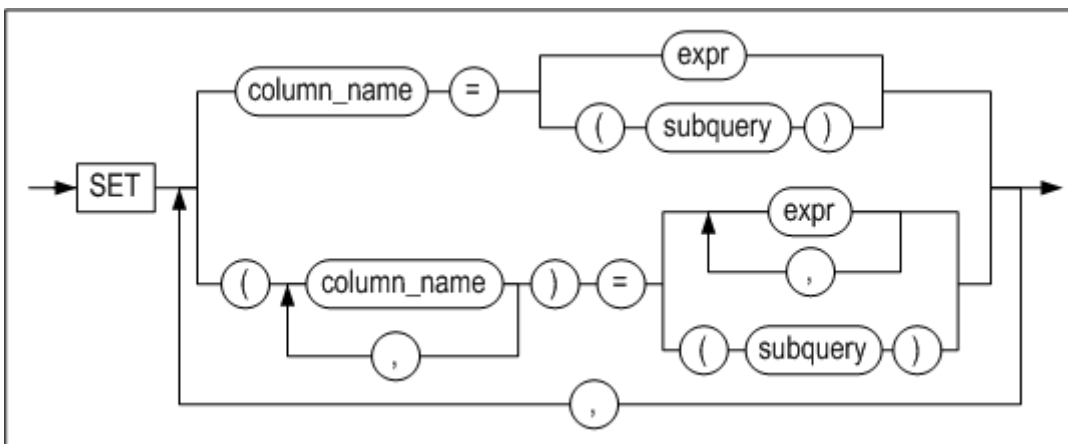 expr
column_name =
( subquery )
SET
expr
( column_name ) =
,
,
( subquery )
,